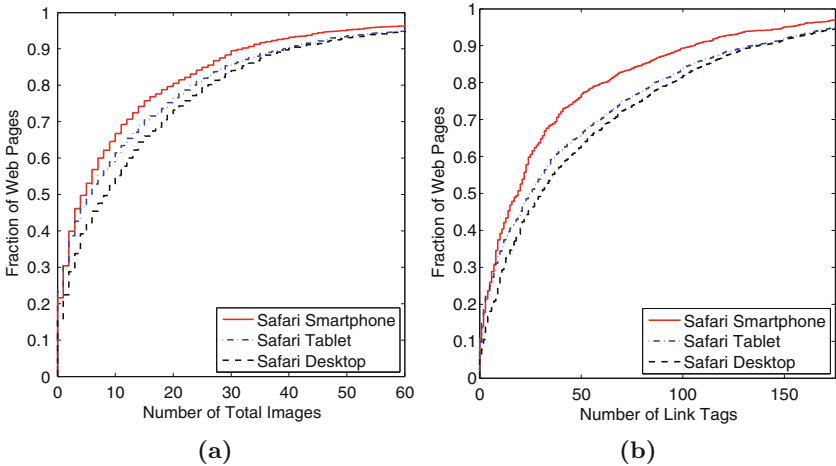 1
0.9
0.8
0.7
0.6
0.5
0.4
0.3
0.2
0.1
0
Fraction of Web Pages
Safari Smartphone
Safari Tablet
Safari Desktop
0 10 20 30 40 50 60
Number of Total Images
(a)
1
0.9
0.8
0.7
0.6
0.5
0.4
0.3
0.2
0.1
0
Fraction of Web Pages
Safari Smartphone
Safari Tablet
Safari Desktop
0 50 100 150
Number of Link Tags
(b)